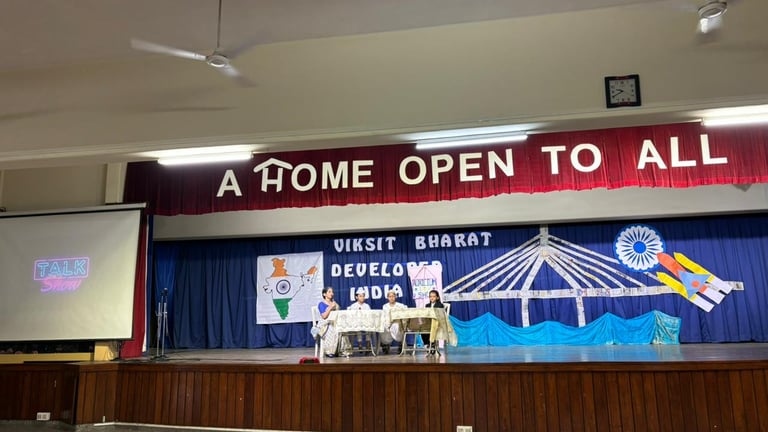 A HOME OPEN TO ALL
VIKSIT BHARAT
DEVELOPED
INDIA
TALK
Show